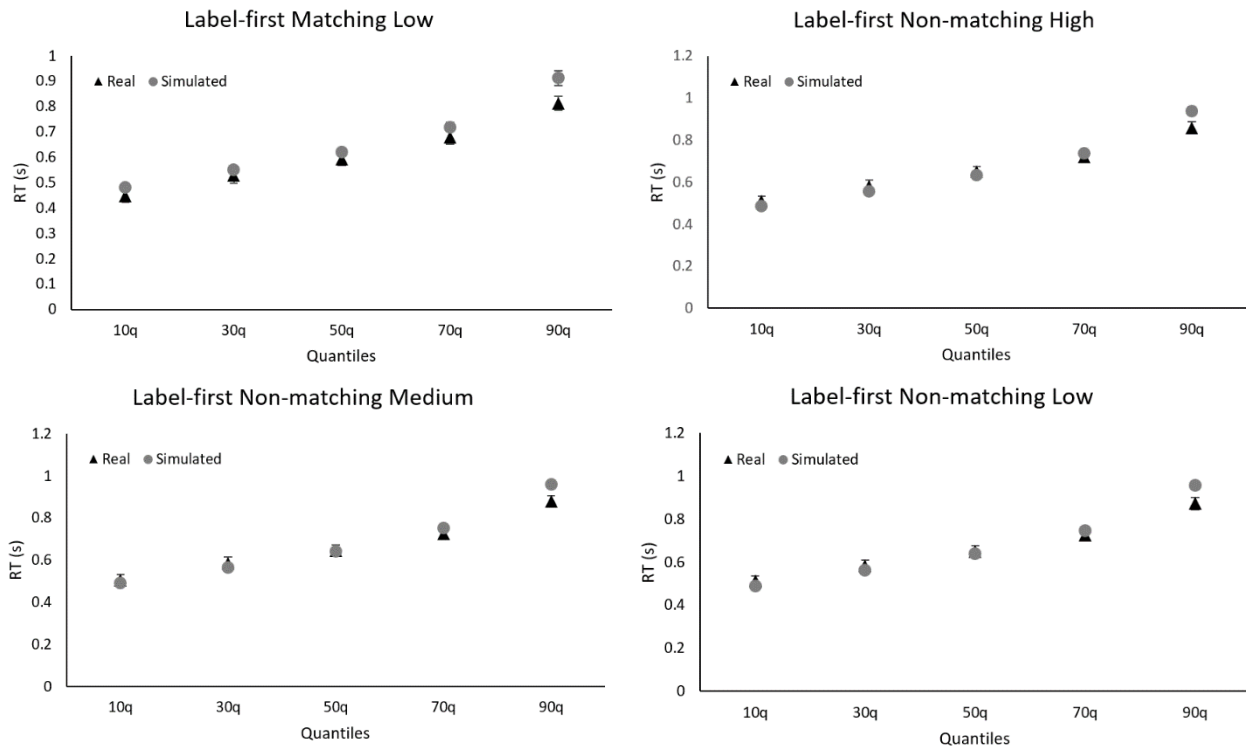 Label-first Matching Low
1
0.9
0.8
0.7
0.6
0.5
0.4
0.3
0.2
0.1
0
RT (s)
Real Simulated
10q 30q 50q 70q 90q
Quantiles
Label-first Non-matching High
1.2
1
0.8
0.6
0.4
0.2
0
RT (s)
Real Simulated
10q 30q 50q 70q 90q
Quantiles
Label-first Non-matching Medium
1.2
1
0.8
0.6
0.4
0.2
0
RT (s)
Real Simulated
10q 30q 50q 70q 90q
Quantiles
Label-first Non-matching Low
1.2
1
0.8
0.6
0.4
0.2
0
RT (s)
Real Simulated
10q 30q 50q 70q 90q
Quantiles